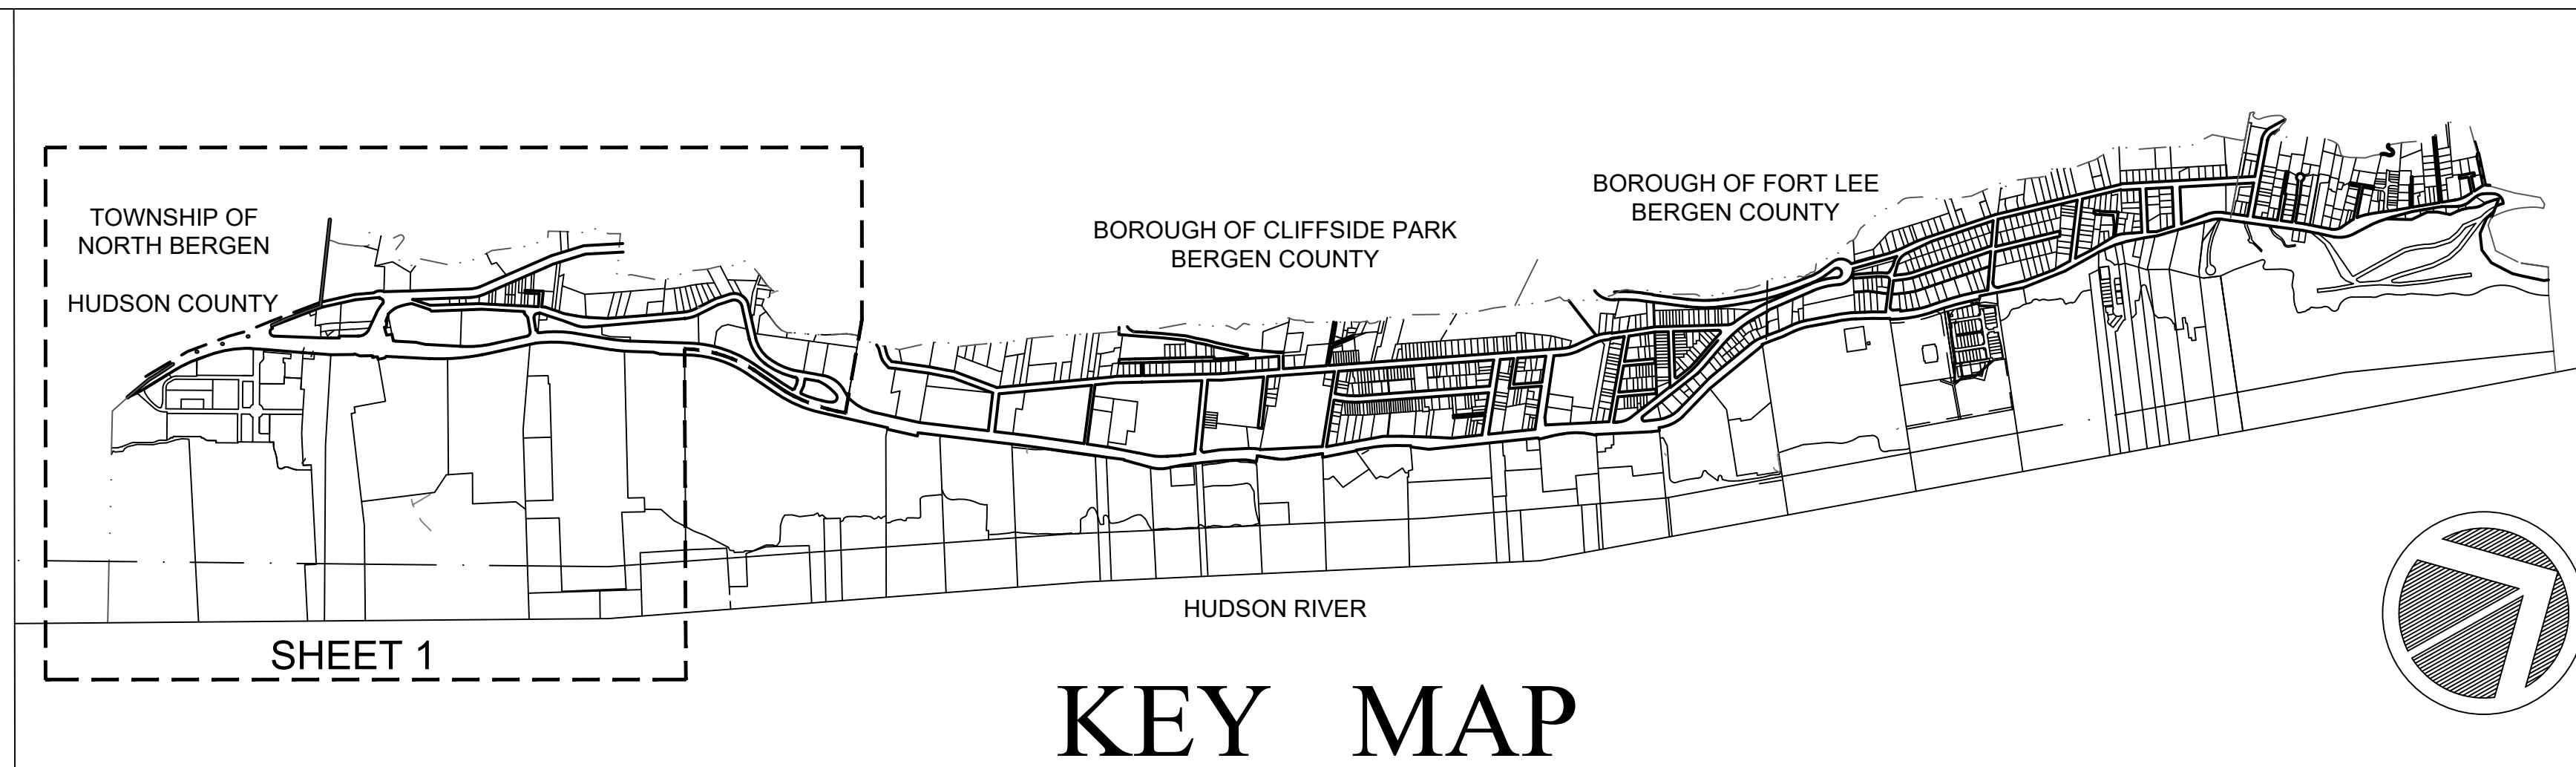 TOWNSHIP OF
NORTH BERGEN
HUDSON COUNTY
BOROUGH OF CLIFFSIDE PARK
BERGEN COUNTY
BOROUGH OF FORT LEE
BERGEN COUNTY
HUDSON RIVER
SHEET 1
KEY MAP